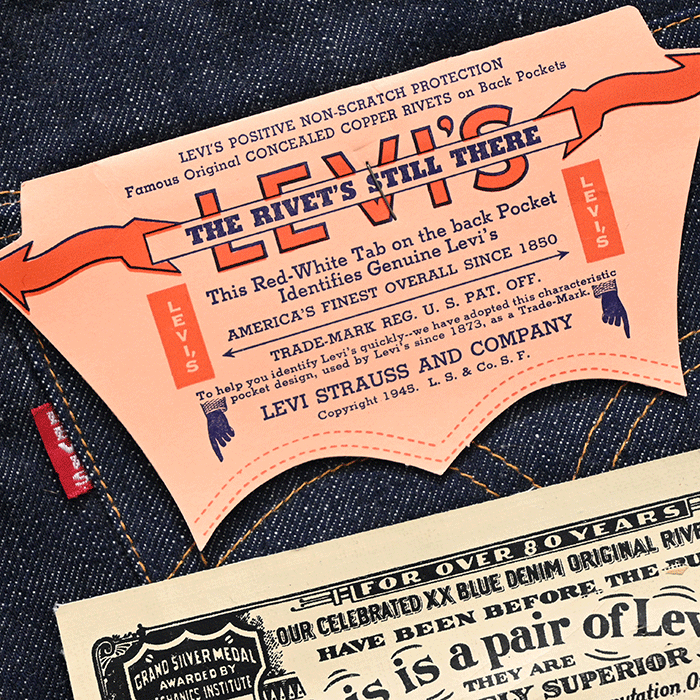 LEVI'S POSITIVE NON-SCRATCH PROTECTION
Famous Original CONCEALED COPPER RIVETS on Back Pockets
LEVI'S
THE RIVET'S STILL THERE
This Red-White Tab on the back Pocket
Identifies Genuine Levi's
AMERICA'S FINEST OVERALL SINCE 1850
TRADE-MARK REG. U. S. PAT. OFF.
To help you identify Levi's quickly--we have adopted this characteristic
pocket design, used by Levi's since 1873, as a Trade-Mark.
LEVI STRAUSS AND COMPANY
Copyright 1945. L. S. & Co. S. F.
LEVI'S
LEVI'S
LEVI'S
FOR OVER 80 YEARS
OUR CELEBRATED XX BLUE DENIM ORIGINAL
HAVE BEEN BEFORE THE
is a pair of
THEY ARE
SUPERIOR
GRAND SILVER MEDAL
AWARDED BY
INSTITUTE